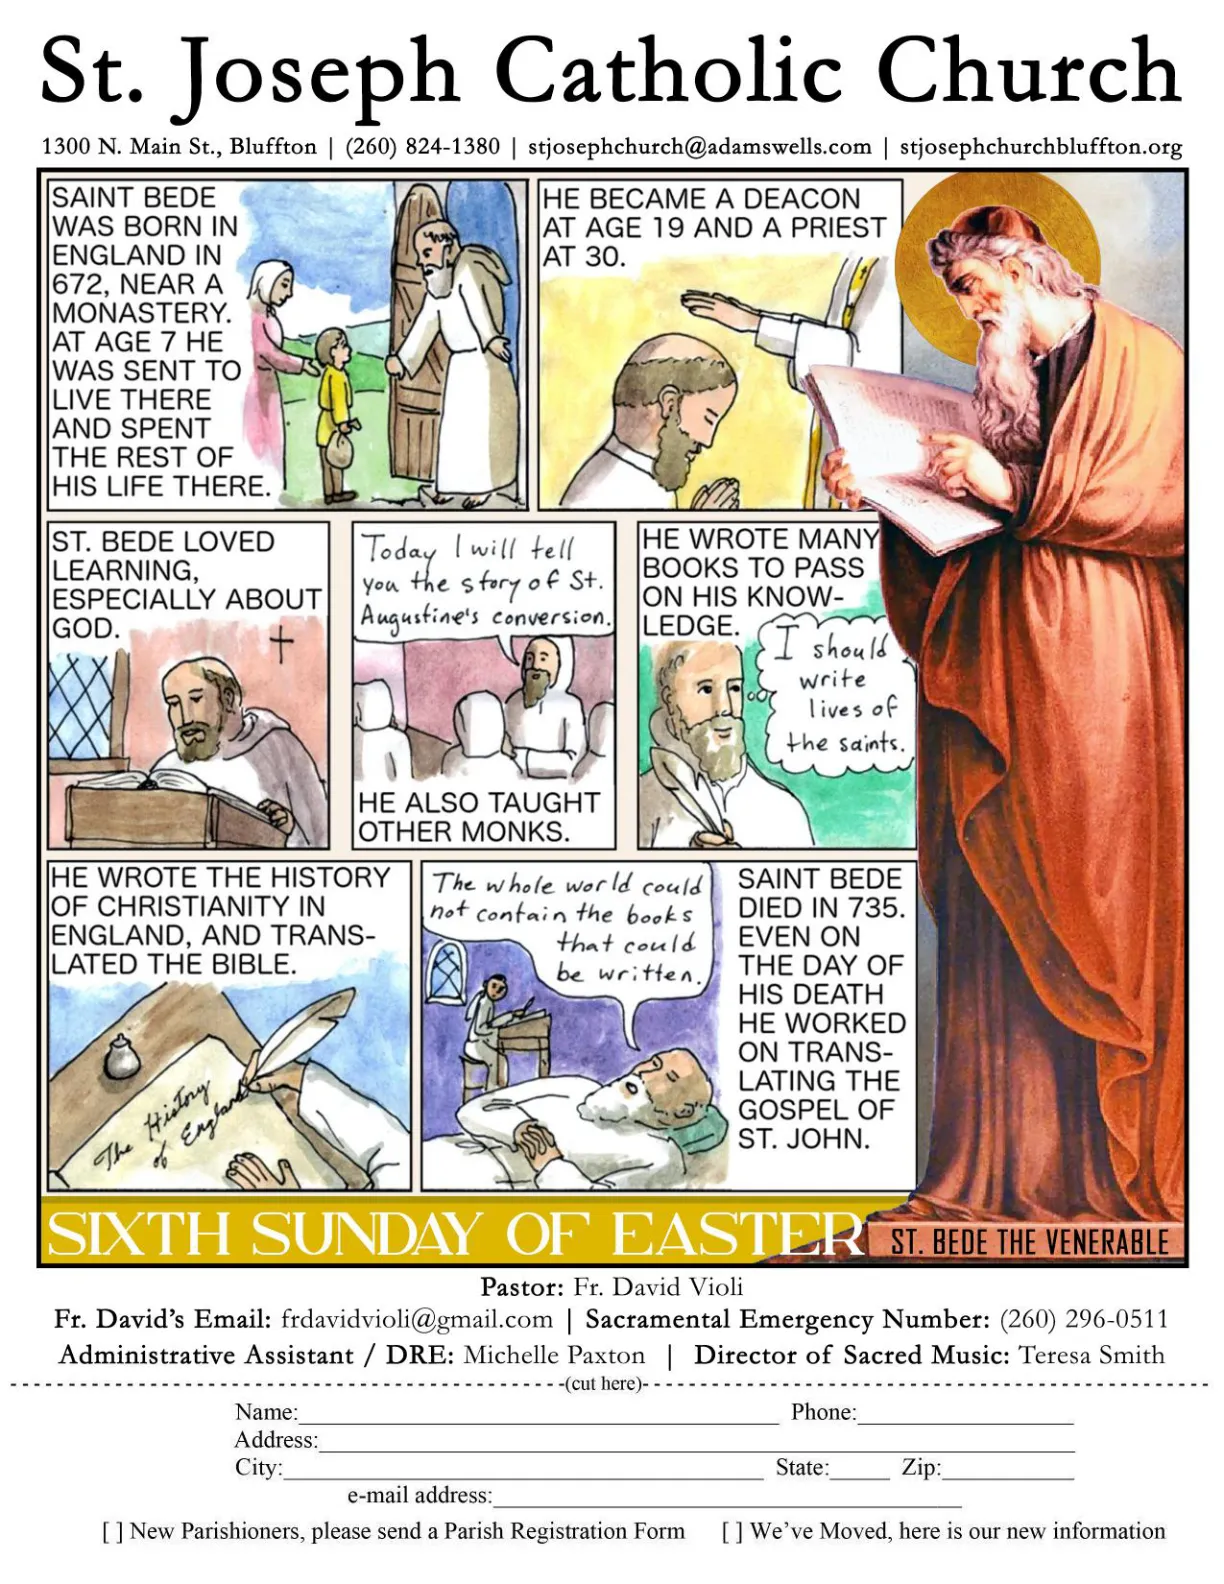 St. Joseph Catholic Church
1300 N. Main St., Bluffton | (260) 824-1380 | stjosephchurch@adamswells.com | stjosephchurchbluffton.org
SAINT BEDE
WAS BORN IN
ENGLAND IN
672, NEAR A
MONASTERY.
AT AGE 7 HE
WAS SENT TO
LIVE THERE
AND SPENT
THE REST OF
HIS LIFE THERE.
HE BECAME A DEACON
AT AGE 19 AND A PRIEST
AT 30.
ST. BEDE LOVED
LEARNING,
ESPECIALLY ABOUT
GOD.
Today I will tell
you the story of St.
Augustine's conversion.
HE ALSO TAUGHT
OTHER MONKS.
HE WROTE MANY
BOOKS TO PASS
ON HIS KNOW-
LEDGE.
I should
write
lives of
the saints.
HE WROTE THE HISTORY
OF CHRISTIANITY IN
ENGLAND, AND TRANS-
LATED THE BIBLE.
The History
of England
The whole world could
not contain the books
that could
be written.
SAINT BEDE
DIED IN 735.
EVEN ON
THE DAY OF
HIS DEATH
HE WORKED
ON TRANS-
LATING THE
GOSPEL OF
ST. JOHN.
SIXTH SUNDAY OF EASTER
ST. BEDE THE VENERABLE
Pastor: Fr. David Violi
Fr. David's Email: frdavidvioli@gmail.com | Sacramental Emergency Number: (260) 296-0511
Administrative Assistant / DRE: Michelle Paxton | Director of Sacred Music: Teresa Smith
(cut here)
Name: Phone:
Address:
City: State: Zip:
e-mail address:
[ ] New Parishioners, please send a Parish Registration Form [ ] We've Moved, here is our new information